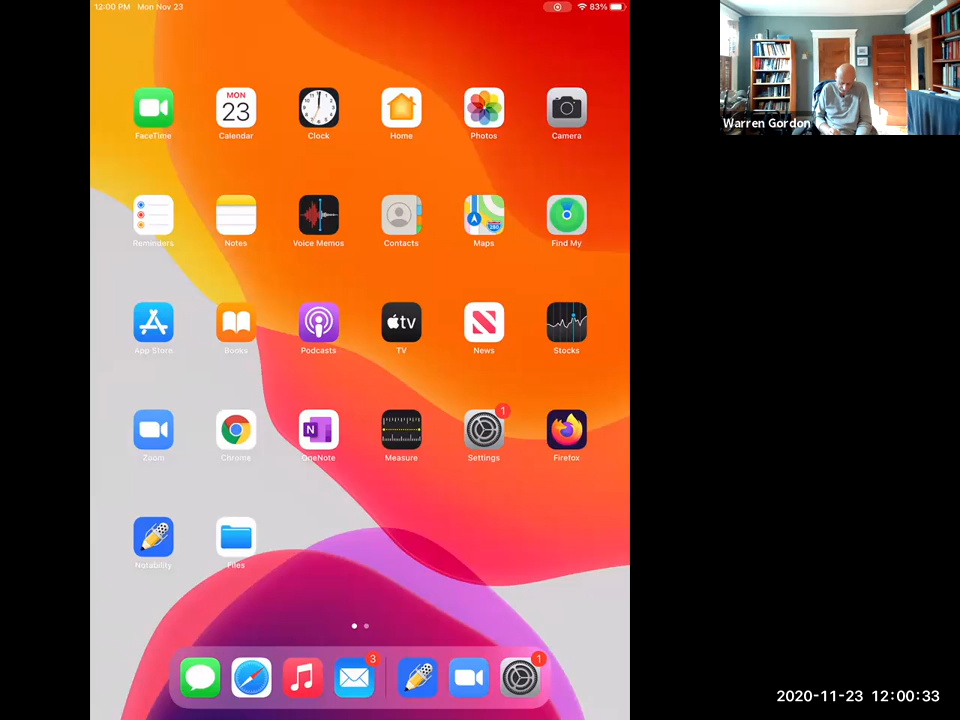 12:00 PM Mon Nov 23
83%
FaceTime
MON
23
Calendar
Clock
Home
Photos
Camera
Reminders
Notes
Voice Memos
Contacts
280
Maps
Find My
App Store
Books
Podcasts
tv
TV
News
Stocks
Zoom
Chrome
N
OneNote
Measure
1
Settings
Firefox
Notability
Files
3
1
Warren Gordon
2020-11-23 12:00:33